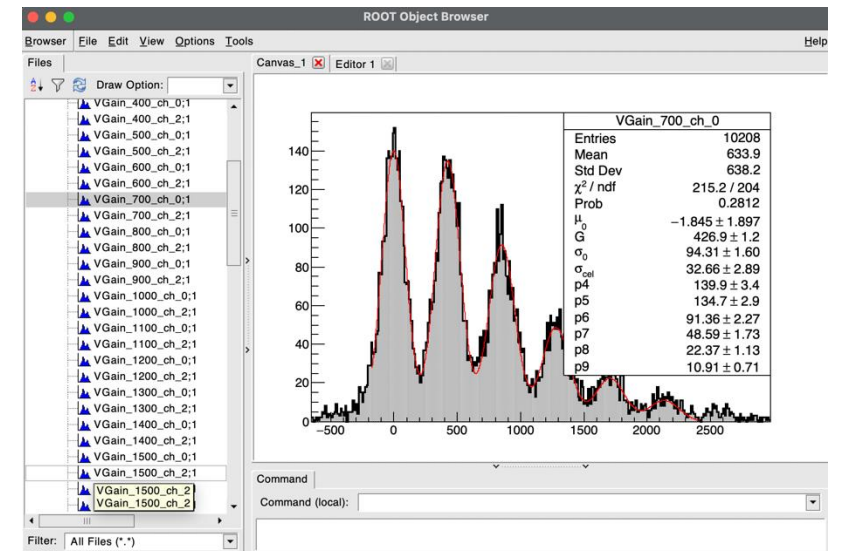 ROOT Object Browser
Browser File Edit View Options Tools Help
Files
Draw Option:
VGain_400_ch_0;1
VGain_400_ch_2;1
VGain_500_ch_0;1
VGain_500_ch_2;1
VGain_600_ch_0;1
VGain_600_ch_2;1
VGain_700_ch_0;1
VGain_700_ch_2;1
VGain_800_ch_0;1
VGain_800_ch_2;1
VGain_900_ch_0;1
VGain_900_ch_2;1
VGain_1000_ch_0;1
VGain_1000_ch_2;1
VGain_1100_ch_0;1
VGain_1100_ch_2;1
VGain_1200_ch_0;1
VGain_1200_ch_2;1
VGain_1300_ch_0;1
VGain_1300_ch_2;1
VGain_1400_ch_0;1
VGain_1400_ch_2;1
VGain_1500_ch_0;1
VGain_1500_ch_2;1
VGain_1500_ch_2
VGain_1500_ch_2
Filter: All Files (*.*)
Canvas_1 Editor 1
VGain_700_ch_0
Entries 10208
Mean 633.9
Std Dev 638.2
χ² / ndf 215.2 / 204
Prob 0.2812
μ₀ −1.845 ± 1.897
G 426.9 ± 1.2
σ₀ 94.31 ± 1.60
σcel 32.66 ± 2.89
p4 139.9 ± 3.4
p5 134.7 ± 2.9
p6 91.36 ± 2.27
p7 48.59 ± 1.73
p8 22.37 ± 1.13
p9 10.91 ± 0.71
140
120
100
80
60
40
20
0
−500 0 500 1000 1500 2000 2500
Command
Command (local):